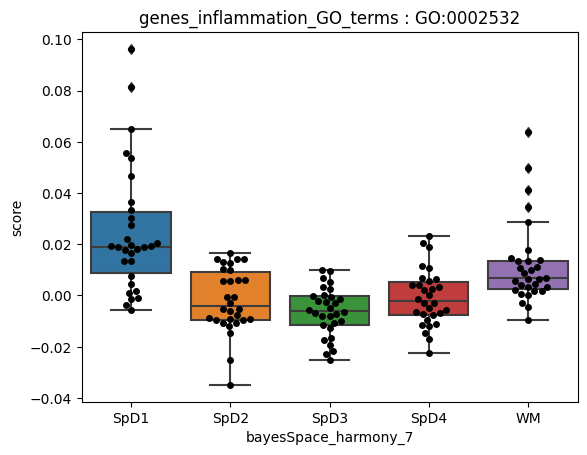 genes_inflammation_GO_terms : GO:0002532
0.10
0.08
0.06
0.04
0.02
0.00
−0.02
−0.04
score
SpD1 SpD2 SpD3 SpD4 WM
bayesSpace_harmony_7